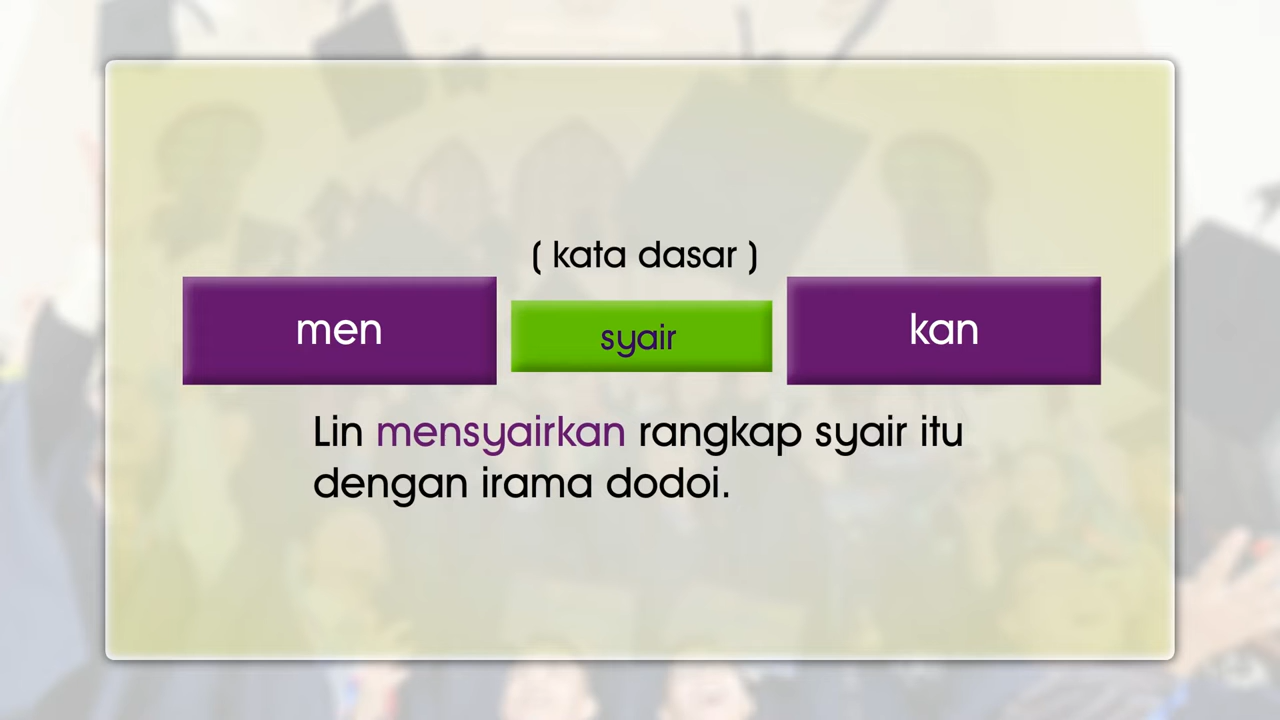 ( kata dasar )
men syair kan
Lin mensyairkan rangkap syair itu
dengan irama dodoi.